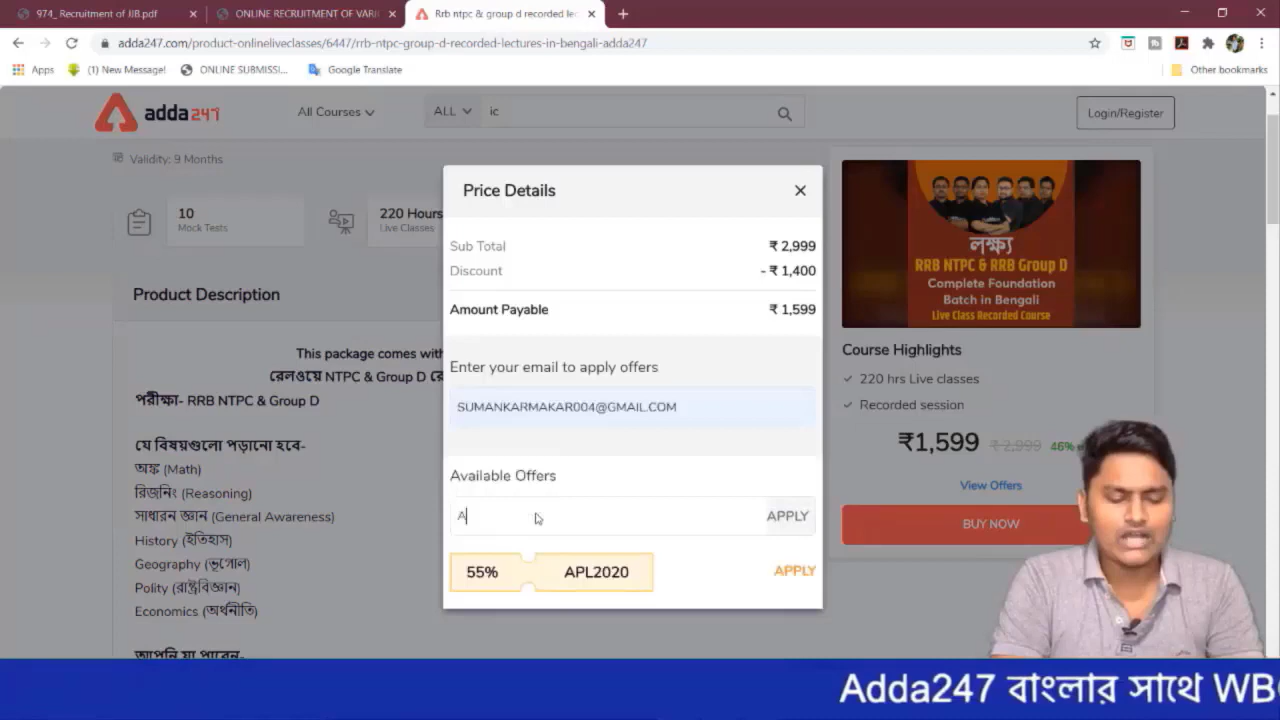 974_ Recruitment of JJB.pdf
ONLINE RECRUITMENT OF VARI
Rrb ntpc & group d recorded lec
adda247.com/product-onlineliveclasses/6447/rrb-ntpc-group-d-recorded-lectures-in-bengali-adda247
Apps
(1) New Message!
ONLINE SUBMISSI...
Google Translate
Other bookmarks
adda247
All Courses
ALL
ic
Login/Register
Validity: 9 Months
10
Mock Tests
220 Hours
Live Classes
Product Description
This package comes with
রেলওয়ে NTPC & Group D রে
পরীক্ষা- RRB NTPC & Group D
যে বিষয়গুলো পড়ানো হবে-
অঙ্ক (Math)
রিজনিং (Reasoning)
সাধারন জ্ঞান (General Awareness)
History (ইতিহাস)
Geography (ভূগোল)
Polity (রাষ্ট্রবিজ্ঞান)
Economics (অর্থনীতি)
আপনি যা পাবেন-
Price Details
Sub Total
₹ 2,999
Discount
- ₹ 1,400
Amount Payable
₹ 1,599
Enter your email to apply offers
SUMANKARMAKAR004@GMAIL.COM
Available Offers
A
APPLY
55%
APL2020
APPLY
লক্ষ্য
RRB NTPC & RRB Group D
Complete Foundation
Batch in Bengali
Live Class Recorded Course
Course Highlights
220 hrs Live classes
Recorded session
₹1,599
₹ 2,999
46%
View Offers
BUY NOW
Adda247 বাংলার সাথে WB